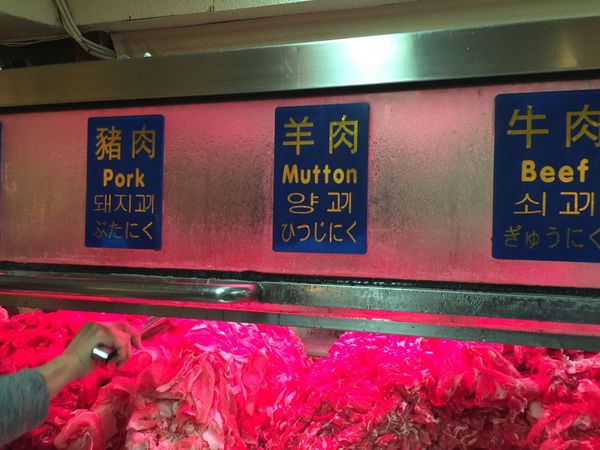 豬肉
Pork
돼지고기
ぶたにく
羊肉
Mutton
양고기
ひつじにく
牛肉
Beef
쇠고기
ぎゅうにく